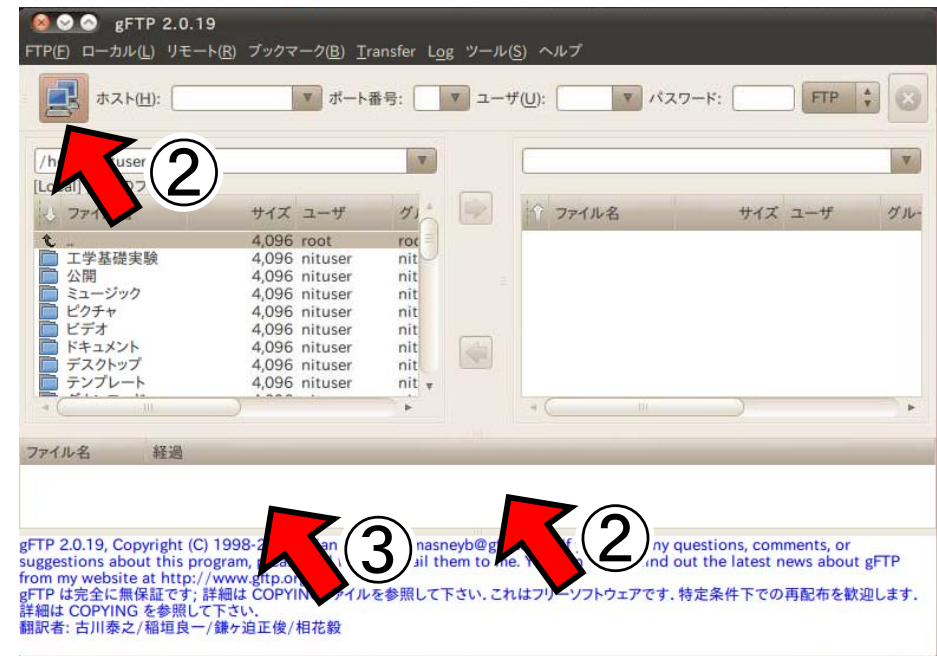 gFTP 2.0.19
FTP(F) ローカル(L) リモート(R) ブックマーク(B) Transfer Log ツール(S) ヘルプ
ホスト(H): ポート番号: ユーザ(U): パスワード: FTP
②
user
ファイル名 サイズ ユーザ ファイル名 サイズ ユーザ グルー
.. 4,096 root
工学基礎実験 4,096 nituser nit
公開 4,096 nituser nit
ミュージック 4,096 nituser nit
ピクチャ 4,096 nituser nit
ビデオ 4,096 nituser nit
ドキュメント 4,096 nituser nit
デスクトップ 4,096 nituser nit
テンプレート 4,096 nituser nit
ファイル名 経過
③ ②
gFTP 2.0.19, Copyright (C) any questions, comments, or
suggestions about this program, them to out the latest news about gFTP
from my website at http://www.gftp.
gFTP は完全に無保証です; 詳細は ファイルを参照して下さい. これはフリーソフトウェアです. 特定条件下での再配布を歓迎します.
詳細は COPYING を参照して下さい.
翻訳者: 古川泰之/稲垣良一/鎌ヶ迫正俊/相花毅